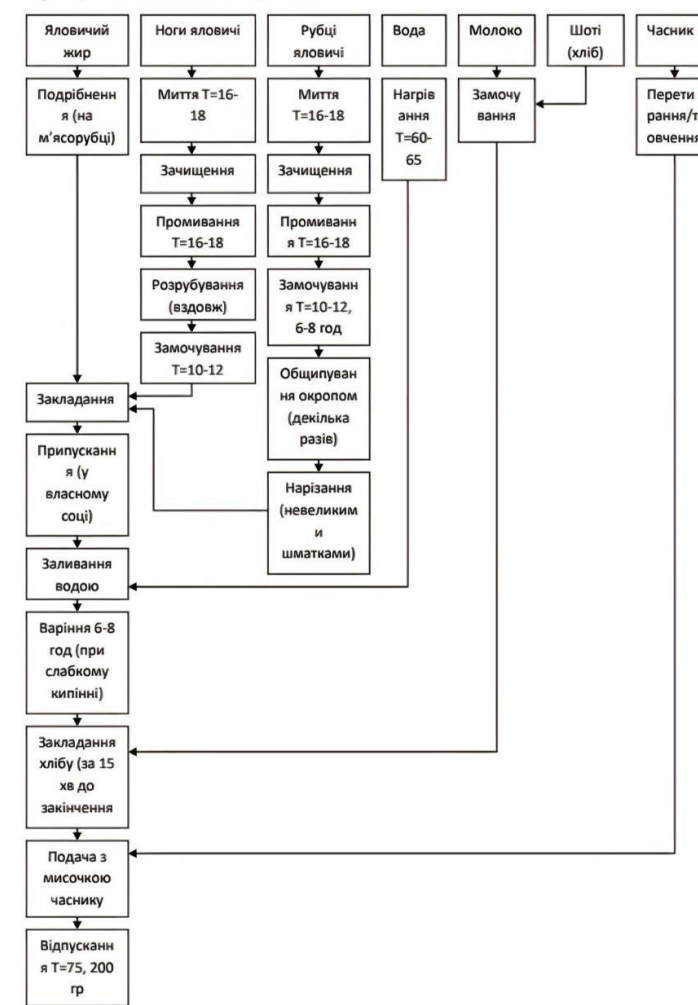 Яловичий
жир
Ноги яловичі
Рубці
яловичі
Вода
Молоко
Шоті
(хліб)
Часник
Подрібненн
я (на
м’ясорубці)
Миття Т=16-
18
Миття
Т=16-18
Нагрів
ання
Т=60-
65
Замочу
вання
Перети
рання/т
овчення
Зачищення
Зачищення
Промивання
Т=16-18
Промиванн
я Т=16-18
Розрубування
(вздовж)
Замочуванн
я Т=10-12,
6-8 год
Замочування
Т=10-12
Общипуван
ня окропом
(декілька
разів)
Закладання
Припусканн
я (у
власному
соці)
Нарізання
(невеликим
и
шматками)
Заливання
водою
Варіння 6-8
год (при
слабкому
кипінні)
Закладання
хлібу (за 15
хв до
закінчення
Подача з
мисочкою
часнику
Відпусканн
я Т=75, 200
гр